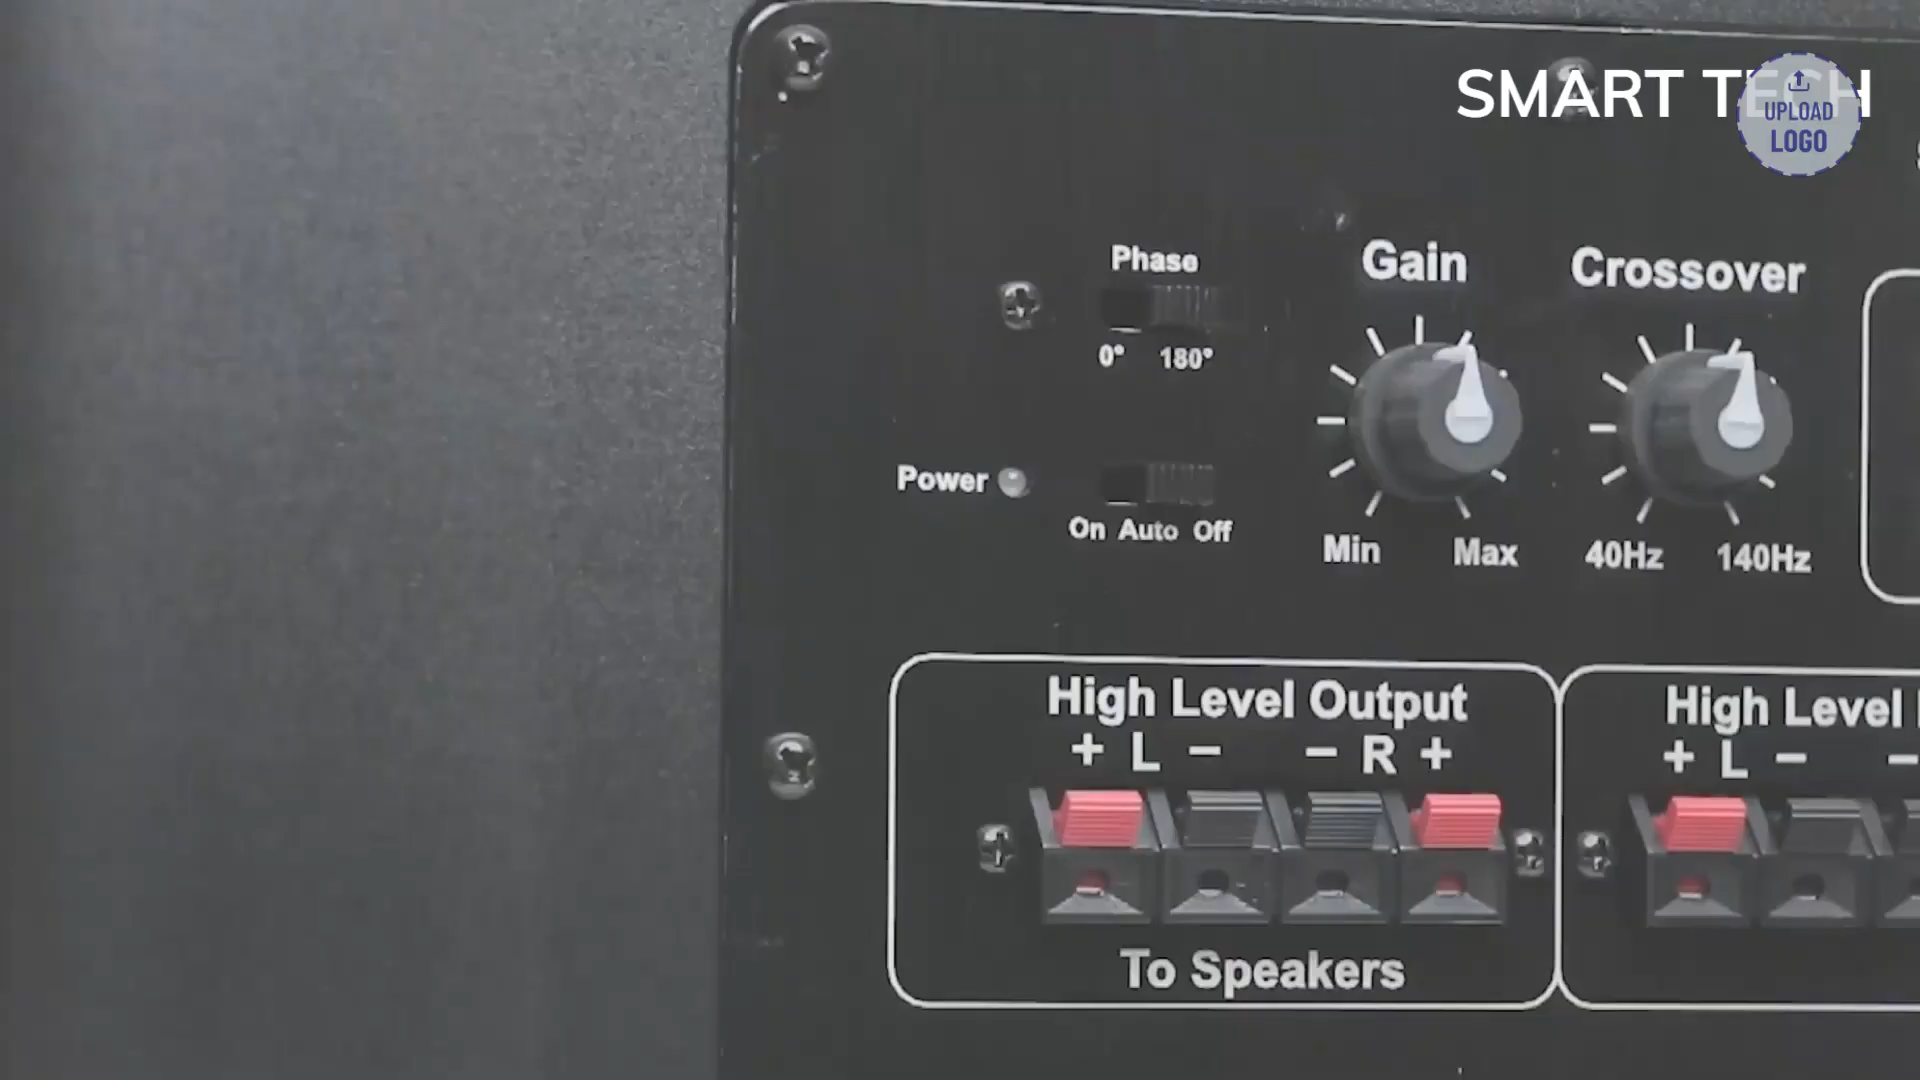 SMART TECH
UPLOAD
LOGO
Phase
0° 180°
Gain
Min Max
Crossover
40Hz 140Hz
Power
On Auto Off
High Level Output
+ L − − R +
To Speakers
High Level
+ L −